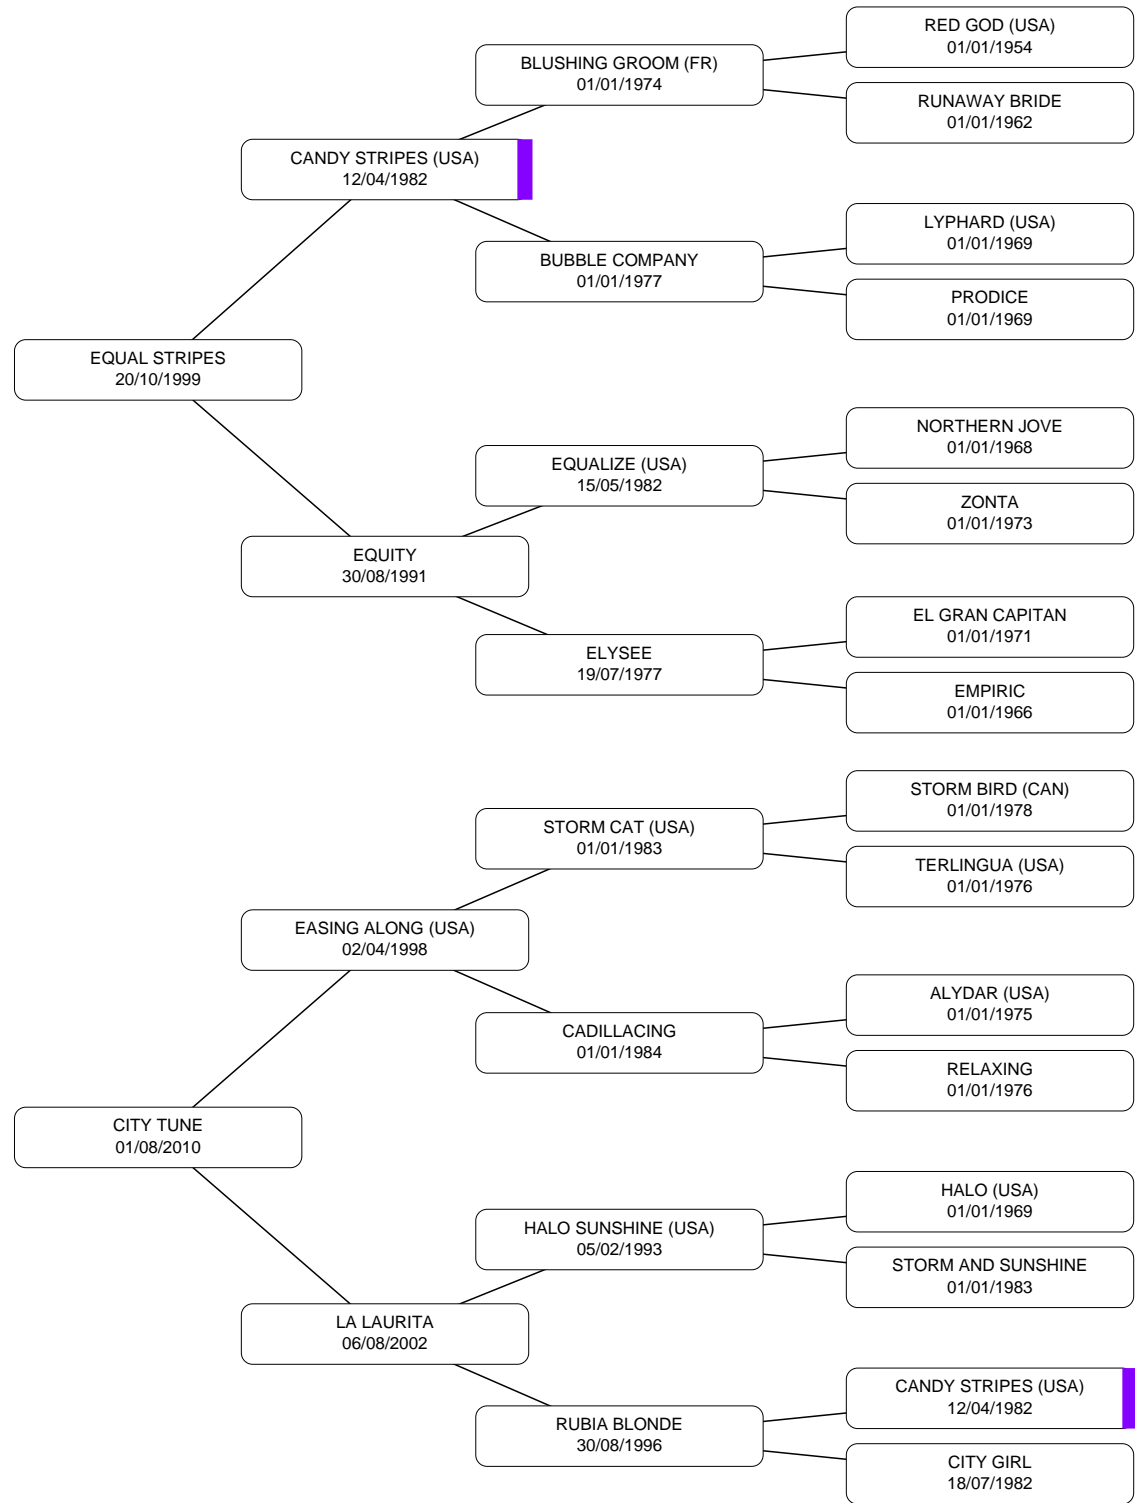 RED GOD (USA)
01/01/1954
BLUSHING GROOM (FR)
01/01/1974
RUNAWAY BRIDE
01/01/1962
CANDY STRIPES (USA)
12/04/1982
LYPHARD (USA)
01/01/1969
BUBBLE COMPANY
01/01/1977
PRODICE
01/01/1969
EQUAL STRIPES
20/10/1999
NORTHERN JOVE
01/01/1968
EQUALIZE (USA)
15/05/1982
ZONTA
01/01/1973
EQUITY
30/08/1991
EL GRAN CAPITAN
01/01/1971
ELYSEE
19/07/1977
EMPIRIC
01/01/1966
STORM BIRD (CAN)
01/01/1978
STORM CAT (USA)
01/01/1983
TERLINGUA (USA)
01/01/1976
EASING ALONG (USA)
02/04/1998
ALYDAR (USA)
01/01/1975
CADILLACING
01/01/1984
RELAXING
01/01/1976
CITY TUNE
01/08/2010
HALO (USA)
01/01/1969
HALO SUNSHINE (USA)
05/02/1993
STORM AND SUNSHINE
01/01/1983
LA LAURITA
06/08/2002
CANDY STRIPES (USA)
12/04/1982
RUBIA BLONDE
30/08/1996
CITY GIRL
18/07/1982